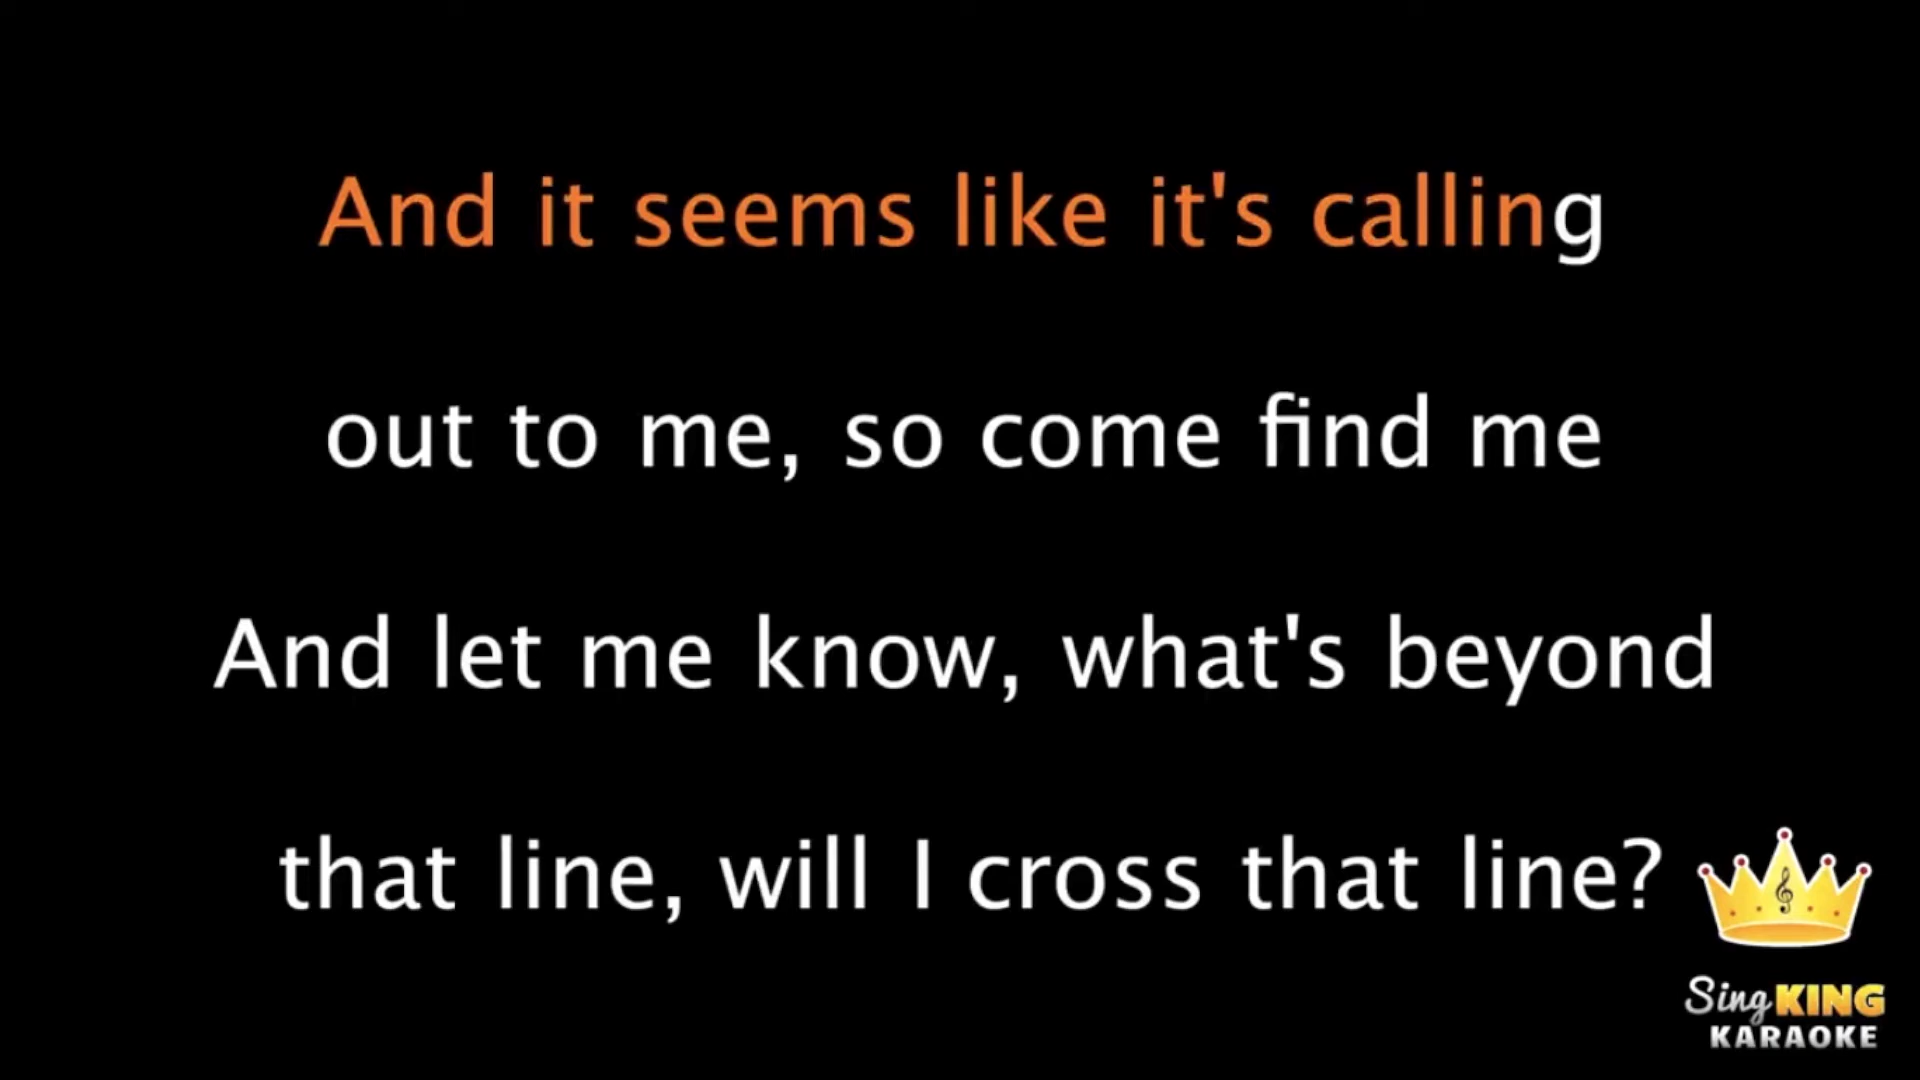 And it seems like it's calling
out to me, so come find me
And let me know, what's beyond
that line, will I cross that line?
Sing KING
KARAOKE